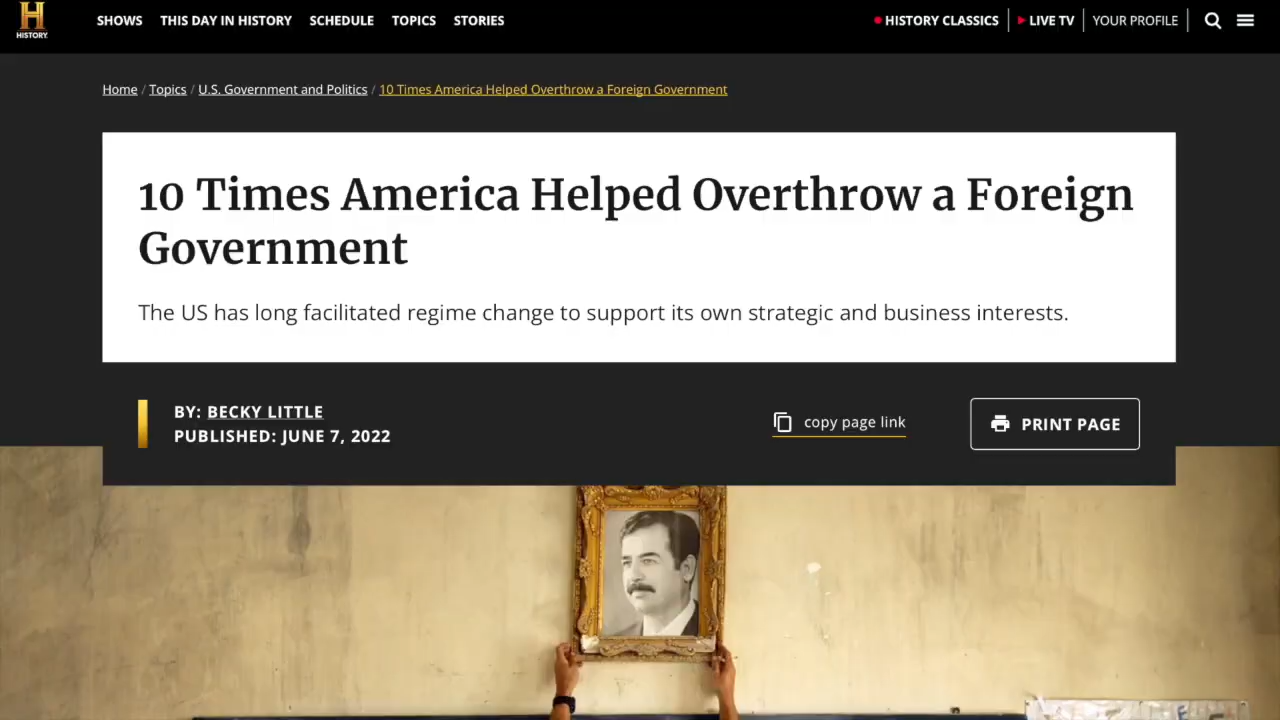 H SHOWS THIS DAY IN HISTORY SCHEDULE TOPICS STORIES HISTORY CLASSICS LIVE TV YOUR PROFILE
HISTORY
Home / Topics / U.S. Government and Politics / 10 Times America Helped Overthrow a Foreign Government
10 Times America Helped Overthrow a Foreign
Government
The US has long facilitated regime change to support its own strategic and business interests.
BY: BECKY LITTLE
PUBLISHED: JUNE 7, 2022
copy page link
PRINT PAGE